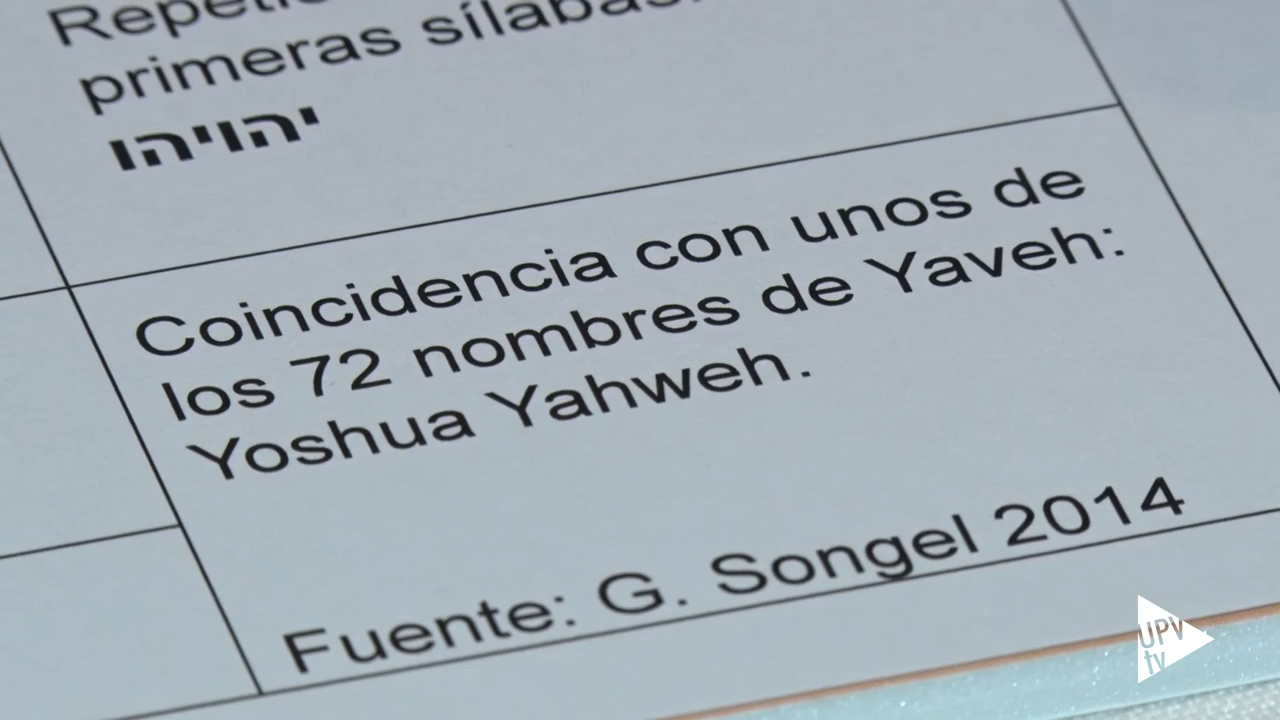 primeras sílabas.
יהויהו
Coincidencia con unos de
los 72 nombres de Yaveh:
Yoshua Yahweh.
Fuente: G. Songel 2014
UPV
tv